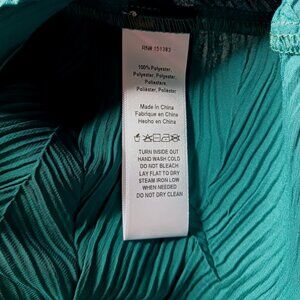 RN# 151383
100% Polyester,
Polyester, Polyester,
Poliestere,
Poliéster, Poliester
Made in China
Fabriqué en China
Hecho en China
TURN INSIDE OUT
HAND WASH COLD
DO NOT BLEACH
LAY FLAT TO DRY
STEAM IRON LOW
WHEN NEEDED
DO NOT DRY CLEAN